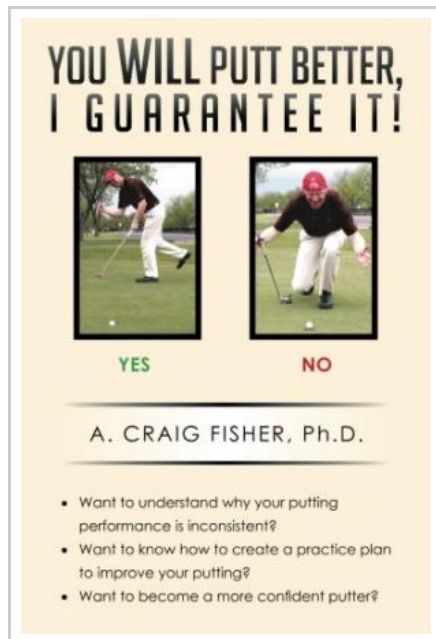 YOU WILL PUTT BETTER,
I GUARANTEE IT!
YES
NO
A. CRAIG FISHER, Ph.D.
• Want to understand why your putting
performance is inconsistent?
• Want to know how to create a practice plan
to improve your putting?
• Want to become a more confident putter?